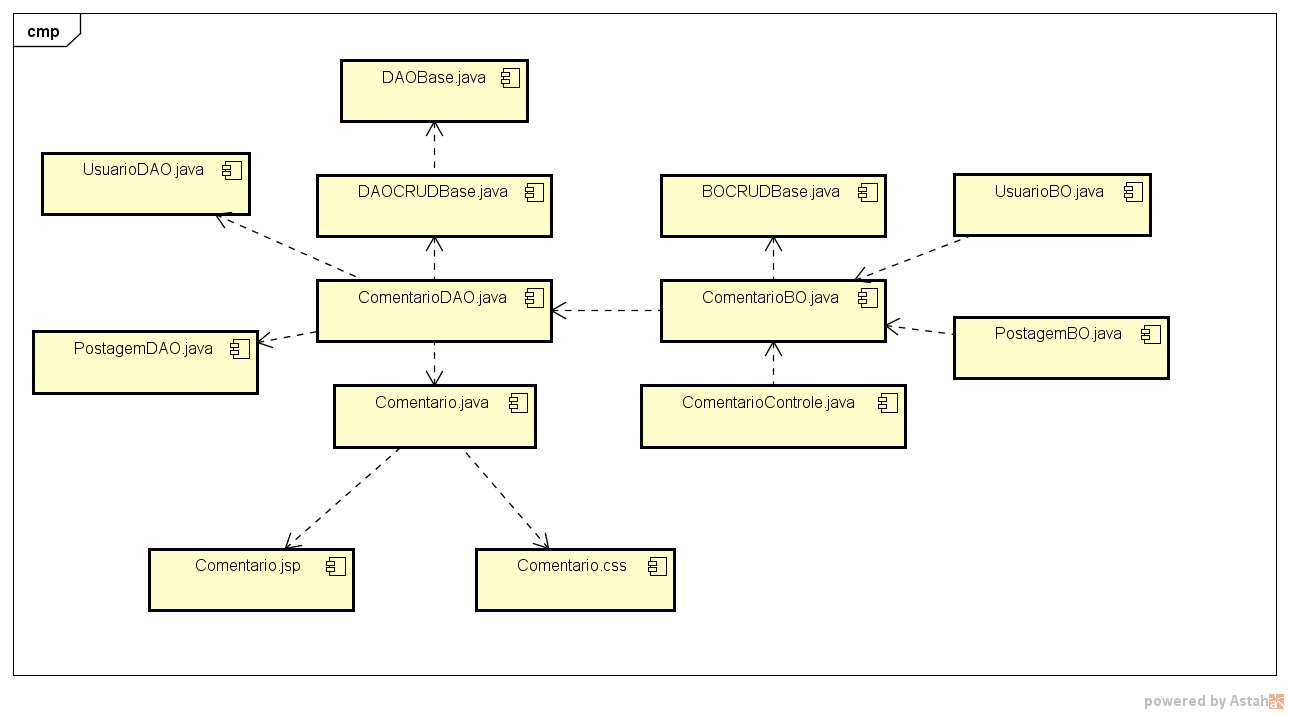 cmp
DAOBase.java
UsuarioDAO.java
DAOCRUDBase.java
BOCRUDBase.java
UsuarioBO.java
ComentarioDAO.java
ComentarioBO.java
PostagemDAO.java
PostagemBO.java
Comentario.java
ComentarioControle.java
Comentario.jsp
Comentario.css
powered by Astah